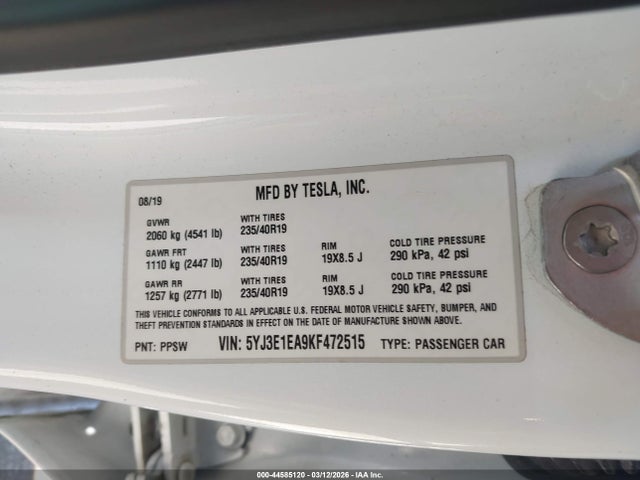 08/19 MFD BY TESLA, INC.
GVWR WITH TIRES
2060 kg (4541 lb) 235/40R19
GAWR FRT WITH TIRES RIM COLD TIRE PRESSURE
1110 kg (2447 lb) 235/40R19 19X8.5 J 290 kPa, 42 psi
GAWR RR WITH TIRES RIM COLD TIRE PRESSURE
1257 kg (2771 lb) 235/40R19 19X8.5 J 290 kPa, 42 psi
THIS VEHICLE CONFORMS TO ALL APPLICABLE U.S. FEDERAL MOTOR VEHICLE SAFETY, BUMPER, AND
THEFT PREVENTION STANDARDS IN EFFECT ON THE DATE OF MANUFACTURE SHOWN ABOVE.
PNT: PPSW VIN: 5YJ3E1EA9KF472515 TYPE: PASSENGER CAR
000-44585120 - 03/12/2026 - IAA Inc.